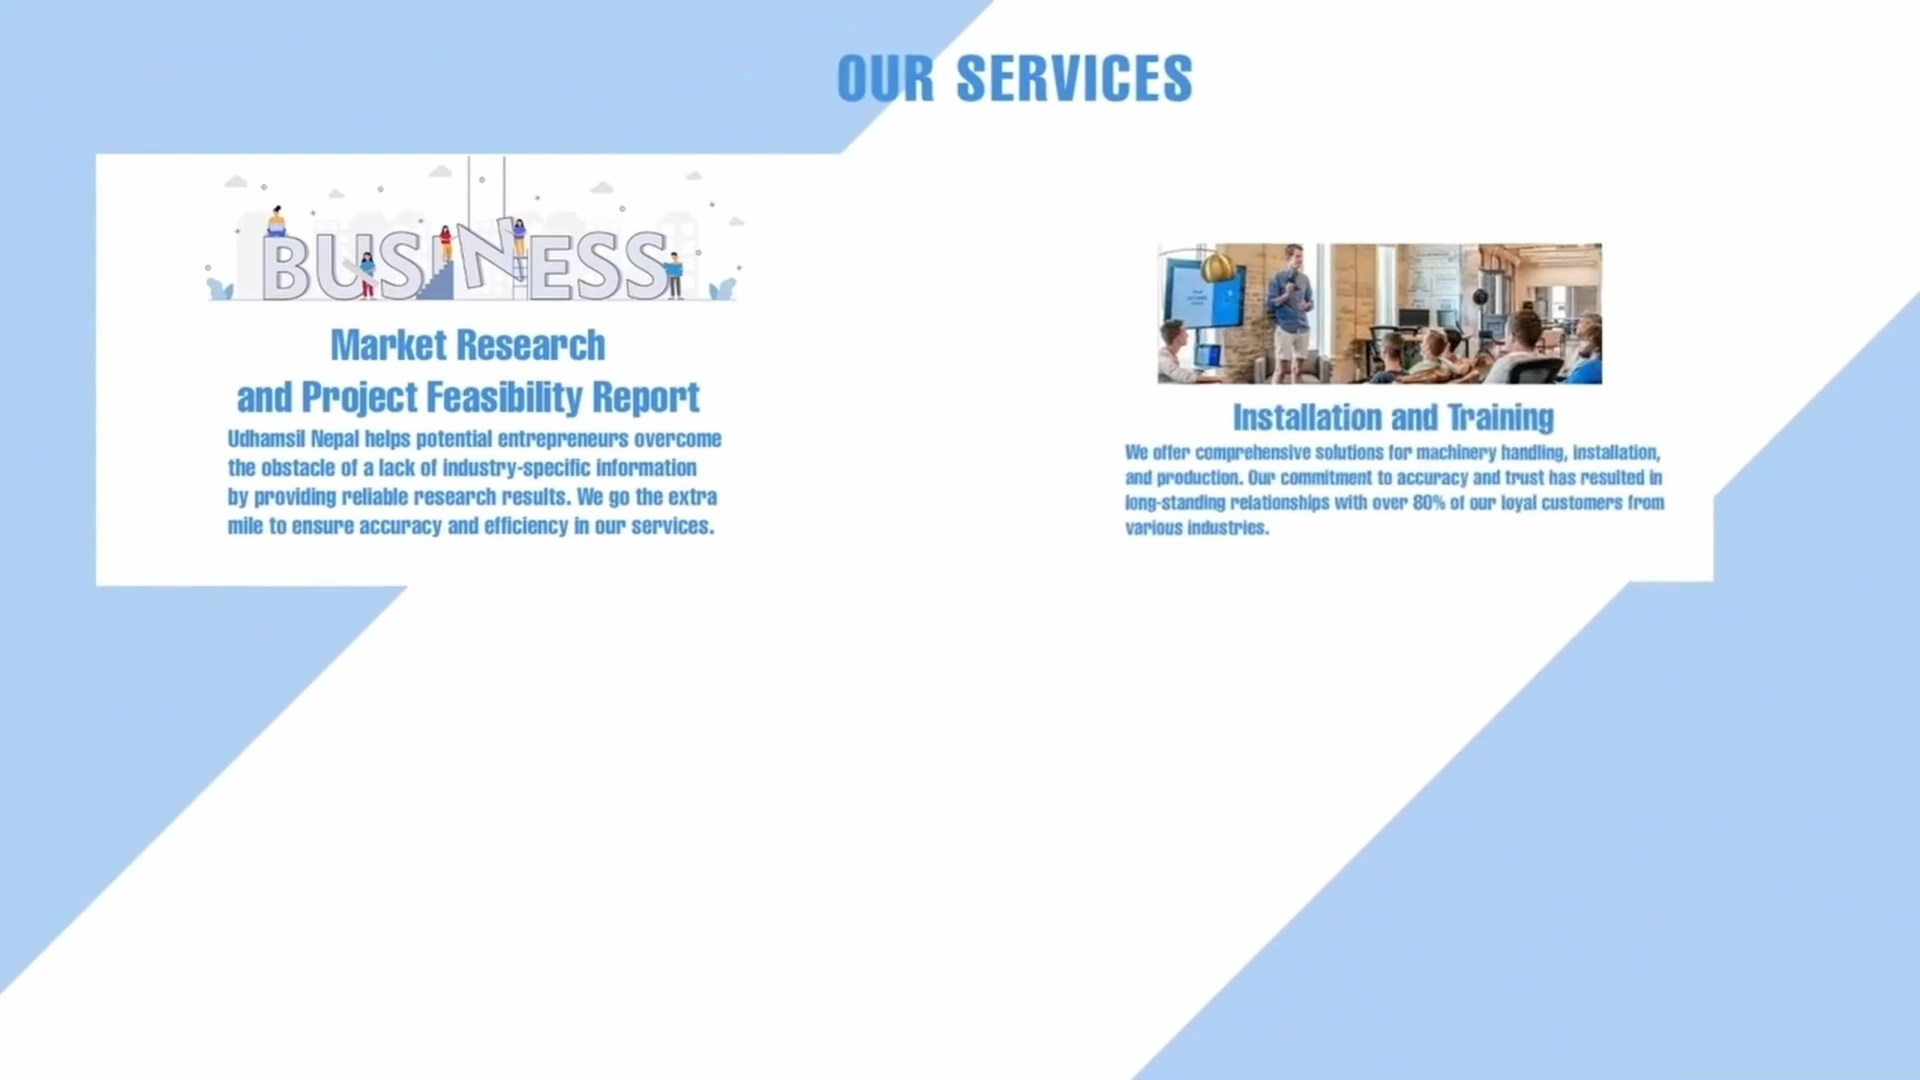 OUR SERVICES
BUSINESS
Market Research
and Project Feasibility Report
Udhamsil Nepal helps potential entrepreneurs overcome
the obstacle of a lack of industry-specific information
by providing reliable research results. We go the extra
mile to ensure accuracy and efficiency in our services.
Installation and Training
We offer comprehensive solutions for machinery handling, installation,
and production. Our commitment to accuracy and trust has resulted in
long-standing relationships with over 80% of our loyal customers from
various industries.